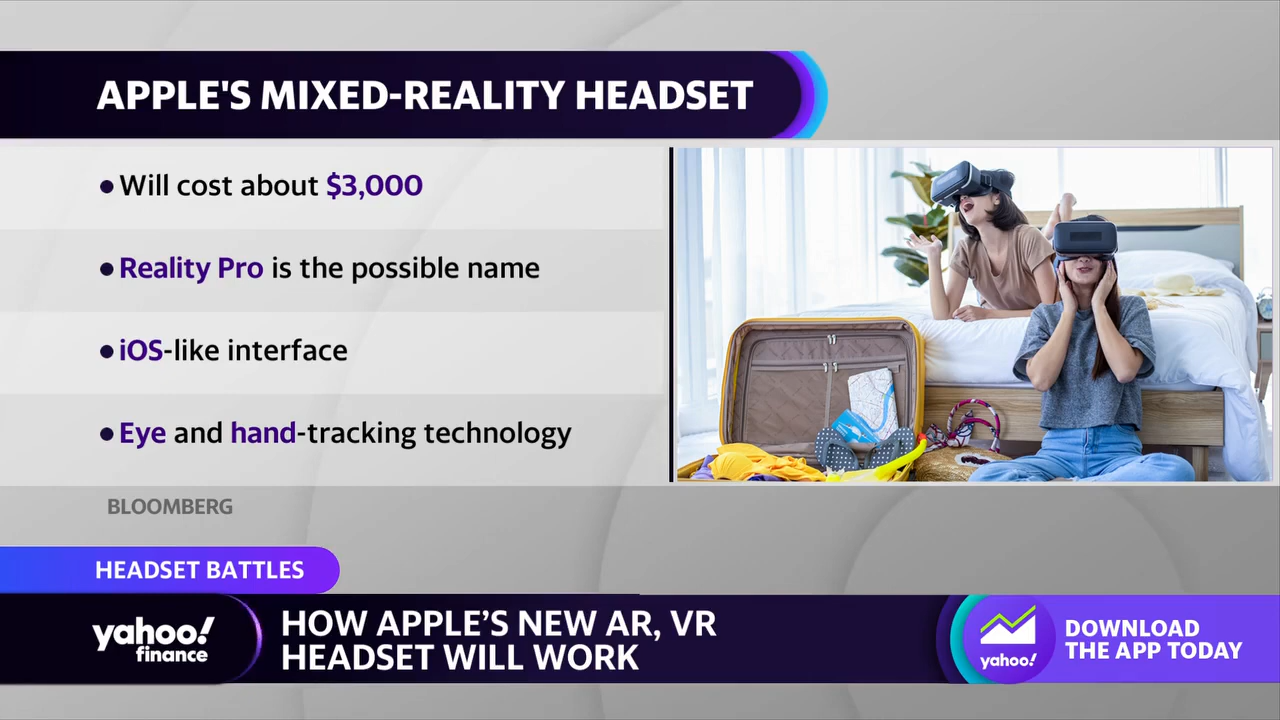 APPLE'S MIXED-REALITY HEADSET
●Will cost about $3,000
●Reality Pro is the possible name
●iOS-like interface
●Eye and hand-tracking technology
BLOOMBERG
HEADSET BATTLES
yahoo!
finance
HOW APPLE’S NEW AR, VR
HEADSET WILL WORK
yahoo!
DOWNLOAD
THE APP TODAY